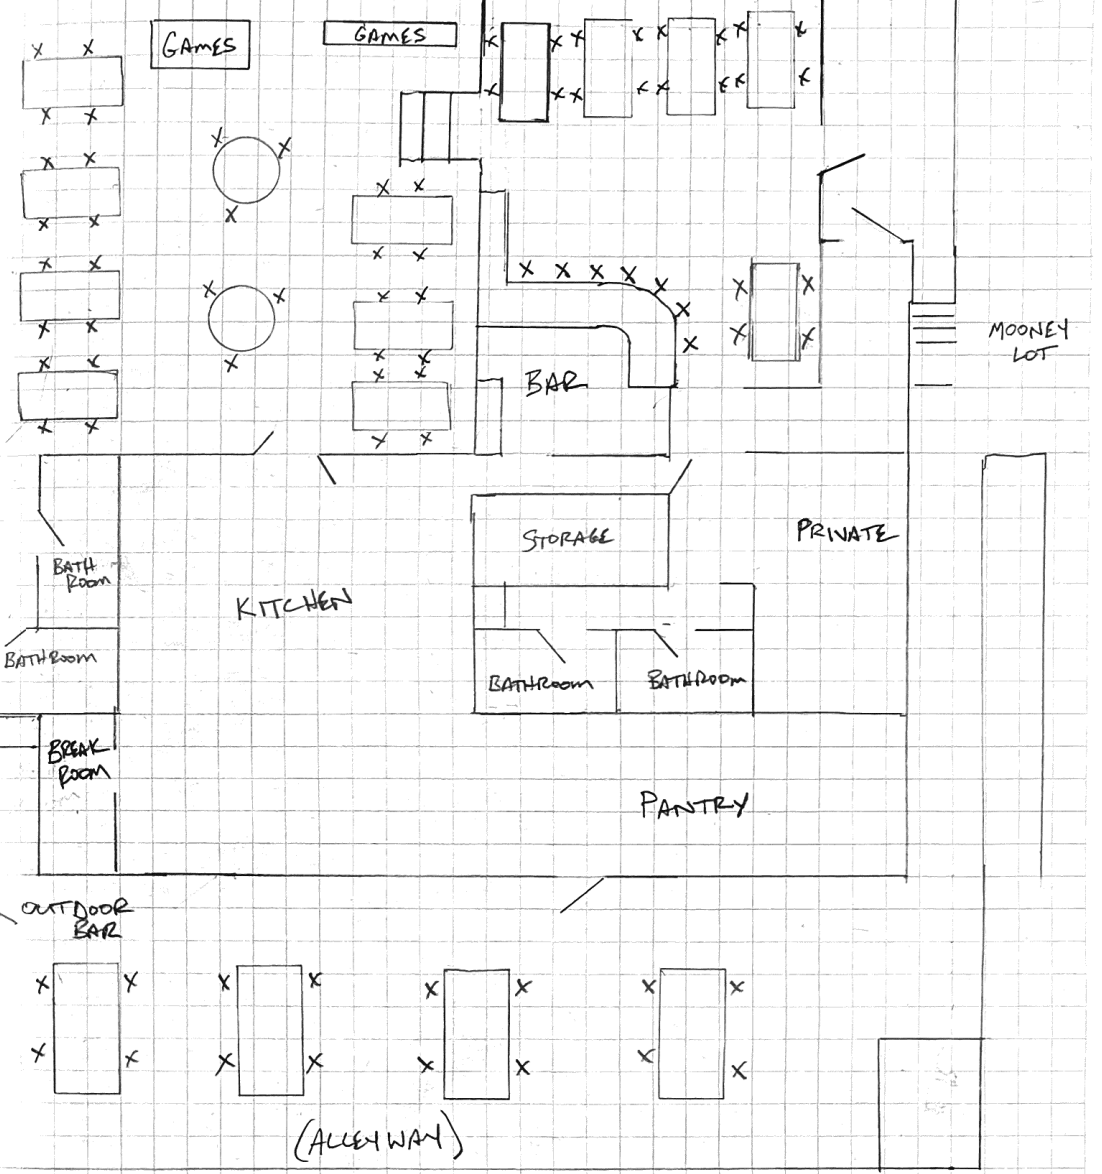 GAMES
GAMES
MOONEY
LOT
BAR
STORAGE
PRIVATE
BATH
ROOM
KITCHEN
BATHROOM
BATHROOM
BATHROOM
BREAK
ROOM
PANTRY
OUTDOOR
BAR
(ALLEYWAY)